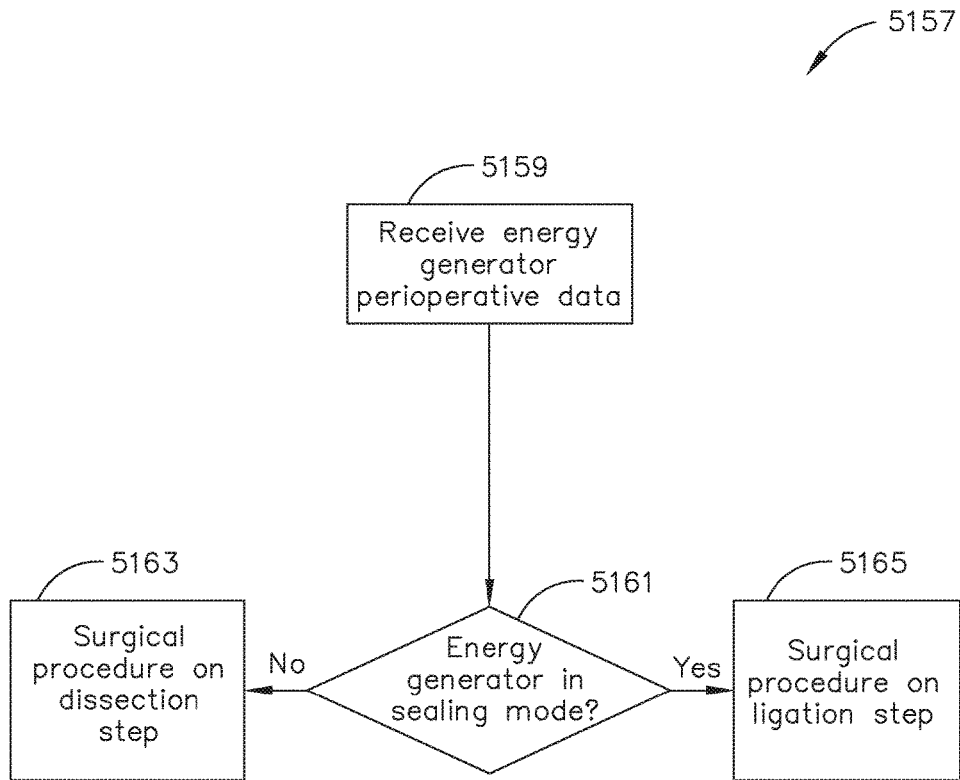 5157
5159
Receive energy
generator
perioperative data
5163
5161
5165
Surgical
procedure on
dissection
step
No
Energy
generator in
sealing mode?
Yes
Surgical
procedure on
ligation step